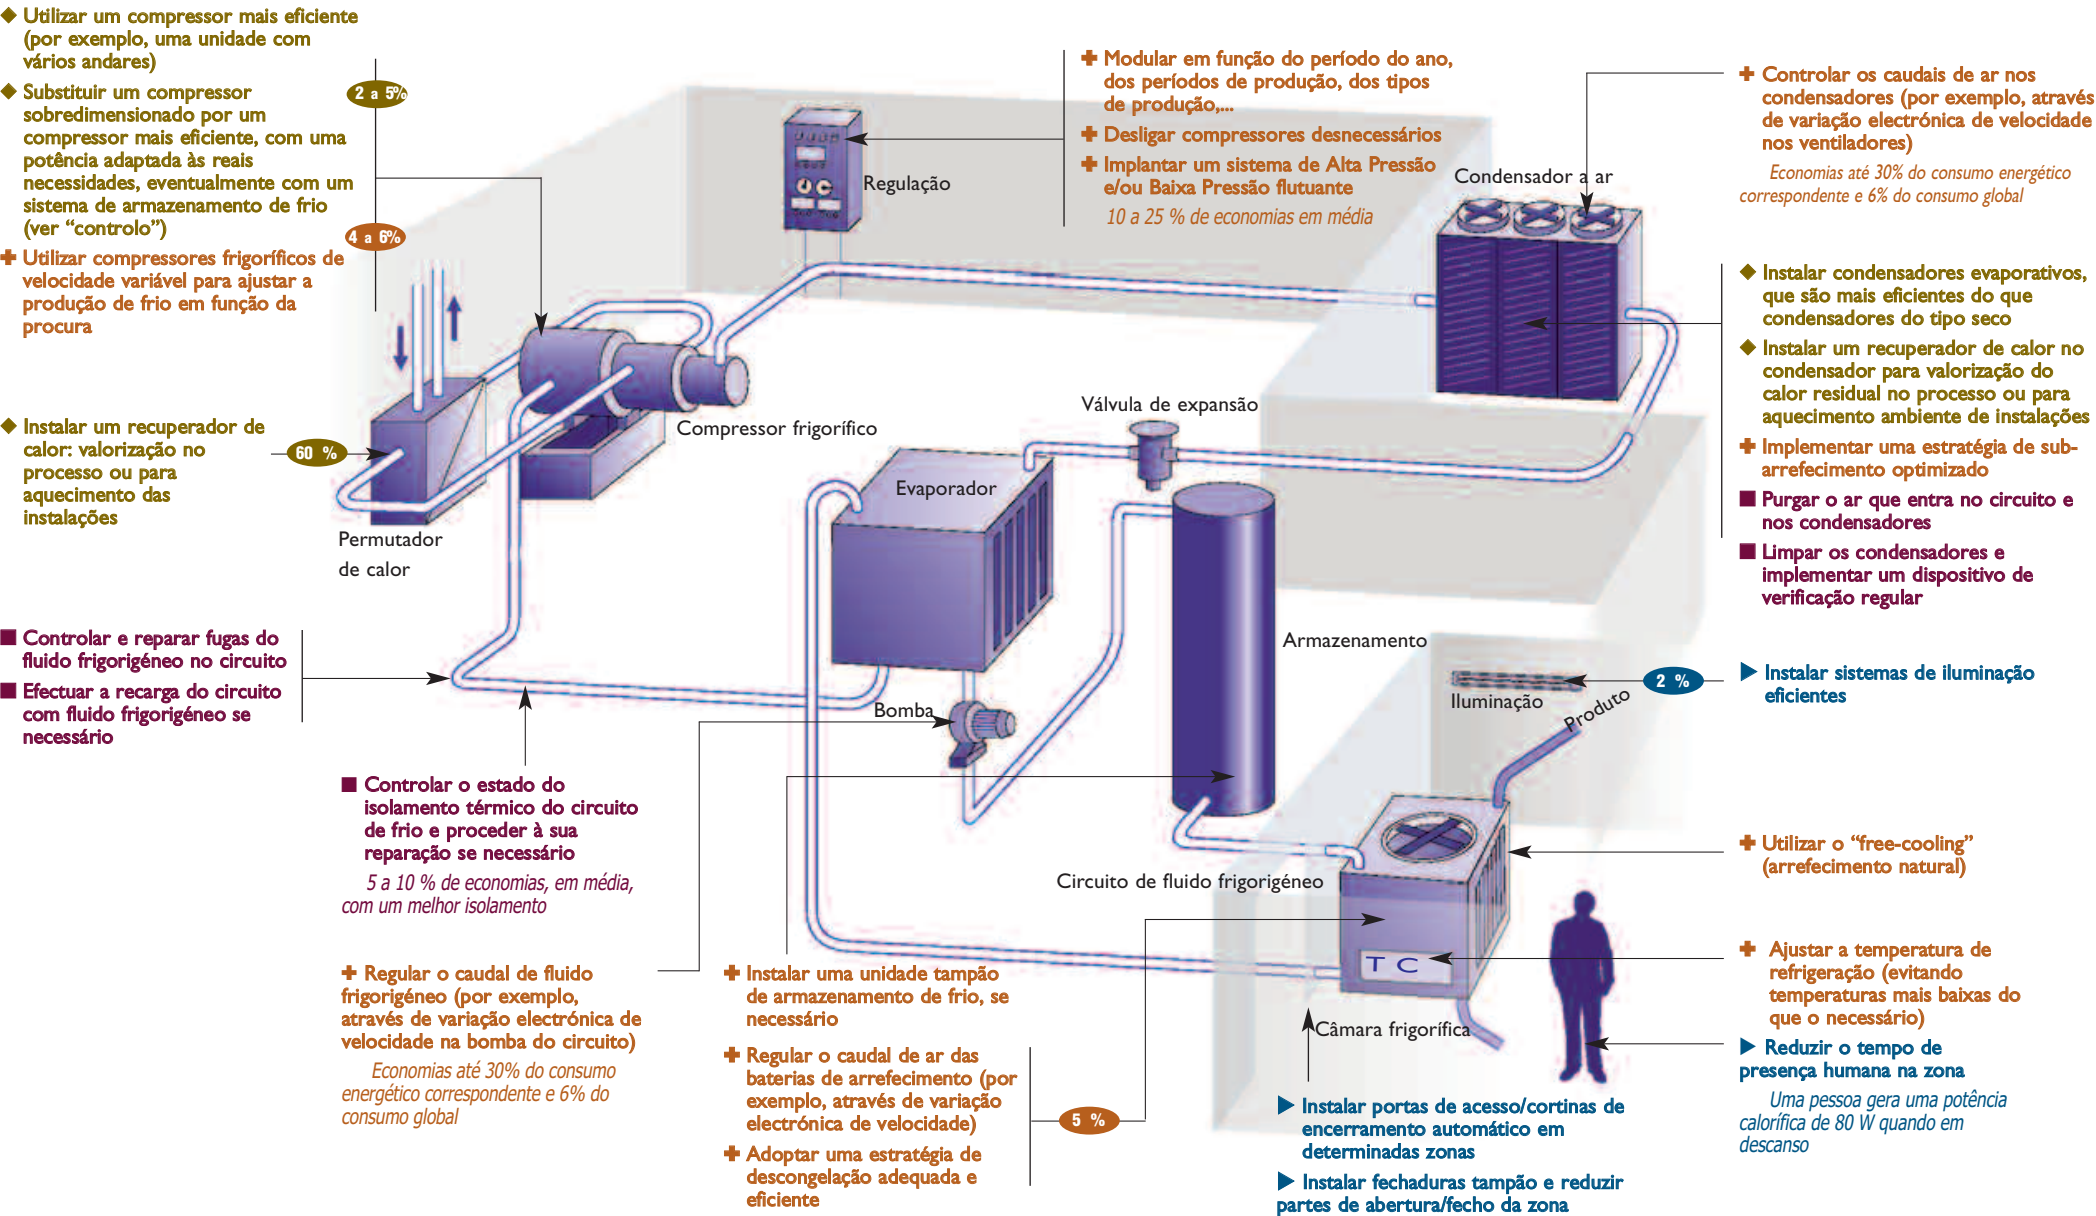 ◆ Utilizar um compressor mais eficiente
(por exemplo, uma unidade com
vários andares)
2 a 5%
◆ Substituir um compressor
sobredimensionado por um
compressor mais eficiente, com uma
potência adaptada às reais
necessidades, eventualmente com um
sistema de armazenamento de frio
(ver “controlo”)
4 a 6%
✚ Utilizar compressores frigoríficos de
velocidade variável para ajustar a
produção de frio em função da
procura
✚ Modular em função do período do ano,
dos períodos de produção, dos tipos
de produção,...
✚ Desligar compressores desnecessários
✚ Implantar um sistema de Alta Pressão
e/ou Baixa Pressão flutuante
10 a 25 % de economias em média
Regulação
Condensador a ar
✚ Controlar os caudais de ar nos
condensadores (por exemplo, através
de variação electrónica de velocidade
nos ventiladores)
Economias até 30% do consumo energético
correspondente e 6% do consumo global
◆ Instalar condensadores evaporativos,
que são mais eficientes do que
condensadores do tipo seco
◆ Instalar um recuperador de calor no
condensador para valorização do
calor residual no processo ou para
aquecimento ambiente de instalações
✚ Implementar uma estratégia de sub-
arrefecimento optimizado
■ Purgar o ar que entra no circuito e
nos condensadores
■ Limpar os condensadores e
implementar um dispositivo de
verificação regular
◆ Instalar um recuperador de
calor: valorização no
processo ou para
aquecimento das
instalações
60 %
Compressor frigorífico
Válvula de expansão
Evaporador
Permutador
de calor
Armazenamento
■ Controlar e reparar fugas do
fluido frigorigéneo no circuito
■ Efectuar a recarga do circuito
com fluido frigorigéneo se
necessário
Bomba
Iluminação
Produto
2 %
▶ Instalar sistemas de iluminação
eficientes
■ Controlar o estado do
isolamento térmico do circuito
de frio e proceder à sua
reparação se necessário
5 a 10 % de economias, em média,
com um melhor isolamento
Circuito de fluido frigorigéneo
✚ Utilizar o “free-cooling”
(arrefecimento natural)
T C
✚ Ajustar a temperatura de
refrigeração (evitando
temperaturas mais baixas do
que o necessário)
▶ Reduzir o tempo de
presença humana na zona
Uma pessoa gera uma potência
calorífica de 80 W quando em
descanso
✚ Regular o caudal de fluido
frigorigéneo (por exemplo,
através de variação electrónica de
velocidade na bomba do circuito)
Economias até 30% do consumo
energético correspondente e 6% do
consumo global
✚ Instalar uma unidade tampão
de armazenamento de frio, se
necessário
✚ Regular o caudal de ar das
baterias de arrefecimento (por
exemplo, através de variação
electrónica de velocidade)
✚ Adoptar uma estratégia de
descongelação adequada e
eficiente
5 %
Câmara frigorífica
▶ Instalar portas de acesso/cortinas de
encerramento automático em
determinadas zonas
▶ Instalar fechaduras tampão e reduzir
partes de abertura/fecho da zona